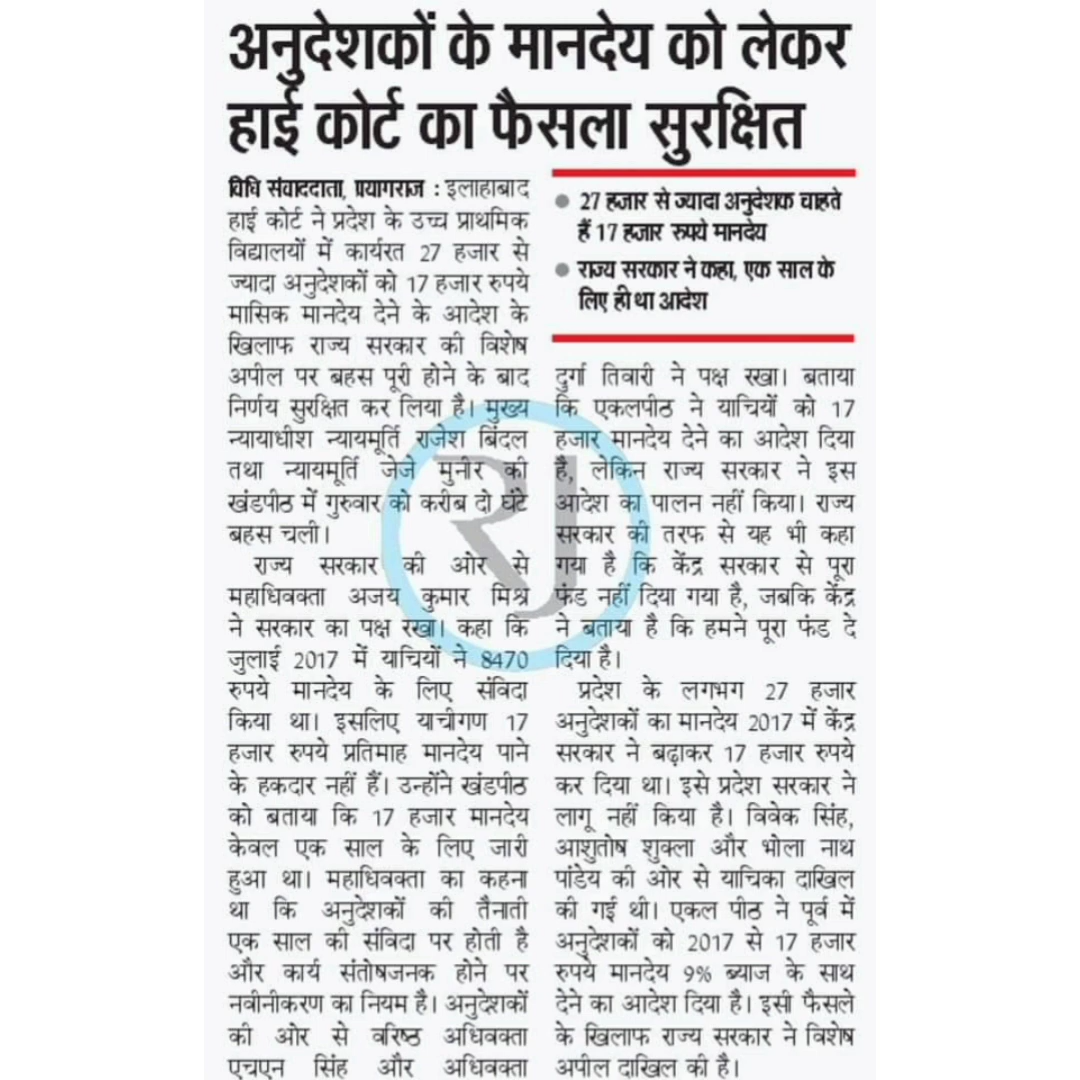 अनुदेशकों के मानदेय को लेकर
हाई कोर्ट का फैसला सुरक्षित
विधि संवाददाता, प्रयागराज : इलाहाबाद
हाई कोर्ट ने प्रदेश के उच्च प्राथमिक
विद्यालयों में कार्यरत 27 हजार से
ज्यादा अनुदेशकों को 17 हजार रुपये
मासिक मानदेय देने के आदेश के
खिलाफ राज्य सरकार की विशेष
अपील पर बहस पूरी होने के बाद
निर्णय सुरक्षित कर लिया है। मुख्य
न्यायाधीश न्यायमूर्ति राजेश बिंदल
तथा न्यायमूर्ति जेजे मुनीर की
खंडपीठ में गुरुवार को करीब दो घंटे
बहस चली।
राज्य सरकार की ओर से
महाधिवक्ता अजय कुमार मिश्र
ने सरकार का पक्ष रखा। कहा कि
जुलाई 2017 में याचियों ने 8470
रुपये मानदेय के लिए संविदा
किया था। इसलिए याचीगण 17
हजार रुपये प्रतिमाह मानदेय पाने
के हकदार नहीं हैं। उन्होंने खंडपीठ
को बताया कि 17 हजार मानदेय
केवल एक साल के लिए जारी
हुआ था। महाधिवक्ता का कहना
था कि अनुदेशकों की तैनाती
एक साल की संविदा पर होती है
और कार्य संतोषजनक होने पर
नवीनीकरण का नियम है। अनुदेशकों
की ओर से वरिष्ठ अधिवक्ता
एचएन सिंह और अधिवक्ता
● 27 हजार से ज्यादा अनुदेशक चाहते
हैं 17 हजार रुपये मानदेय
● राज्य सरकार ने कहा, एक साल के
लिए ही था आदेश
दुर्गा तिवारी ने पक्ष रखा। बताया
कि एकलपीठ ने याचियों को 17
हजार मानदेय देने का आदेश दिया
है, लेकिन राज्य सरकार ने इस
आदेश का पालन नहीं किया। राज्य
सरकार की तरफ से यह भी कहा
गया है कि केंद्र सरकार से पूरा
फंड नहीं दिया गया है, जबकि केंद्र
ने बताया है कि हमने पूरा फंड दे
दिया है।
प्रदेश के लगभग 27 हजार
अनुदेशकों का मानदेय 2017 में केंद्र
सरकार ने बढ़ाकर 17 हजार रुपये
कर दिया था। इसे प्रदेश सरकार ने
लागू नहीं किया है। विवेक सिंह,
आशुतोष शुक्ला और भोला नाथ
पांडेय की ओर से याचिका दाखिल
की गई थी। एकल पीठ ने पूर्व में
अनुदेशकों को 2017 से 17 हजार
रुपये मानदेय 9% ब्याज के साथ
देने का आदेश दिया है। इसी फैसले
के खिलाफ राज्य सरकार ने विशेष
अपील दाखिल की है।
RJ